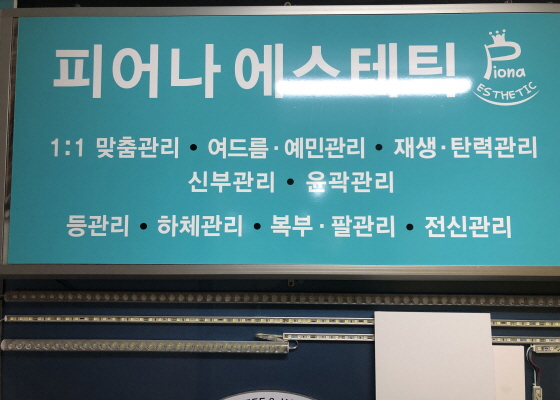 피어나 에스테틱
Piona
ESTHETIC
1:1 맞춤관리 • 여드름·예민관리 • 재생·탄력관리
신부관리 • 윤곽관리
등관리 • 하체관리 • 복부·팔관리 • 전신관리